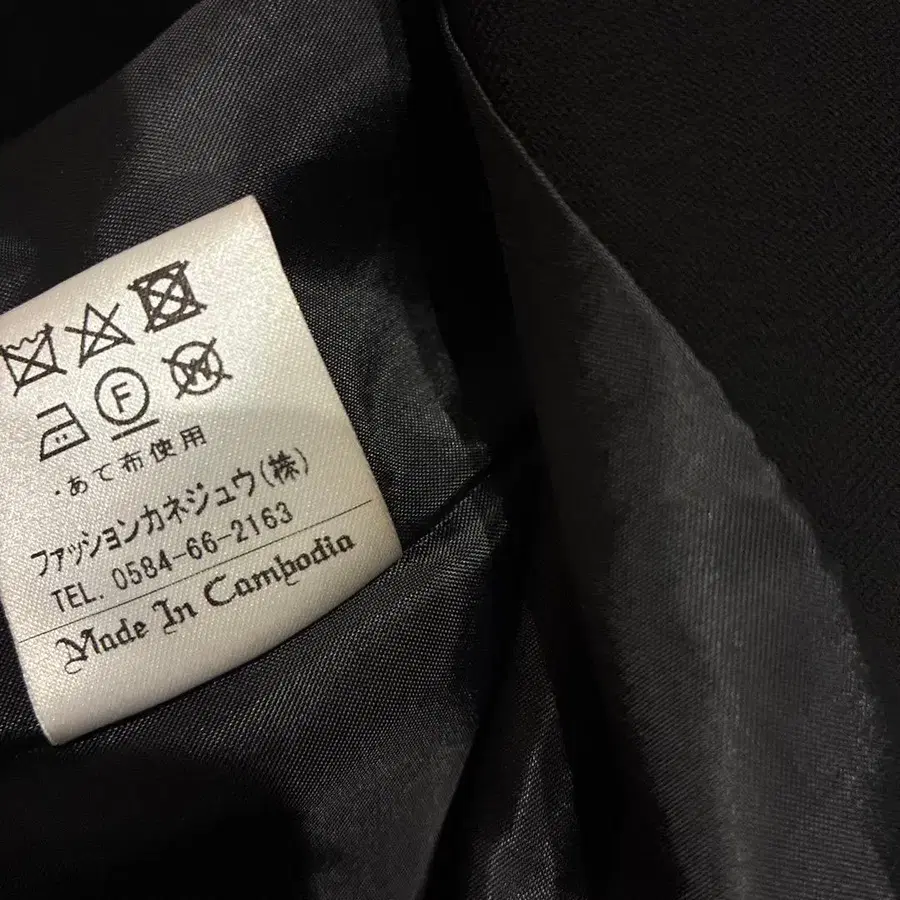 F
W
・あて布使用
ファッションカネジュウ(株)
TEL. 0584-66-2163
Made In Cambodia